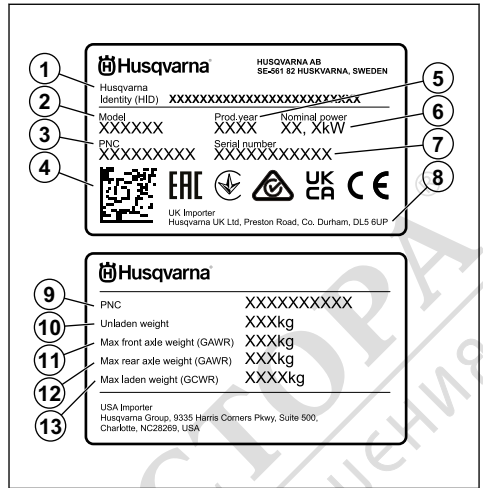 Husqvarna
HUSQVARNA AB
SE-561 82 HUSKVARNA, SWEDEN
1
Husqvarna
Identity (HID) XXXXXXXXXXXXXXXXXXXXXXXXXX
5
2
Model Prod.year Nominal power
XXXXXX XXXX XX, XkW
6
3
PNC Serial number
XXXXXXXXX XXXXXXXXXXX
7
4
EAC UK CA CE
8
UK Importer
Husqvarna UK Ltd, Preston Road, Co. Durham, DL5 6UP
Husqvarna
9
PNC XXXXXXXXXX
10
Unladen weight XXXkg
11
Max front axle weight (GAWR) XXXkg
12
Max rear axle weight (GAWR) XXXkg
13
Max laden weight (GCWR) XXXXkg
USA Importer
Husqvarna Group, 9335 Harris Corners Pkwy, Suite 500,
Charlotte, NC28269, USA